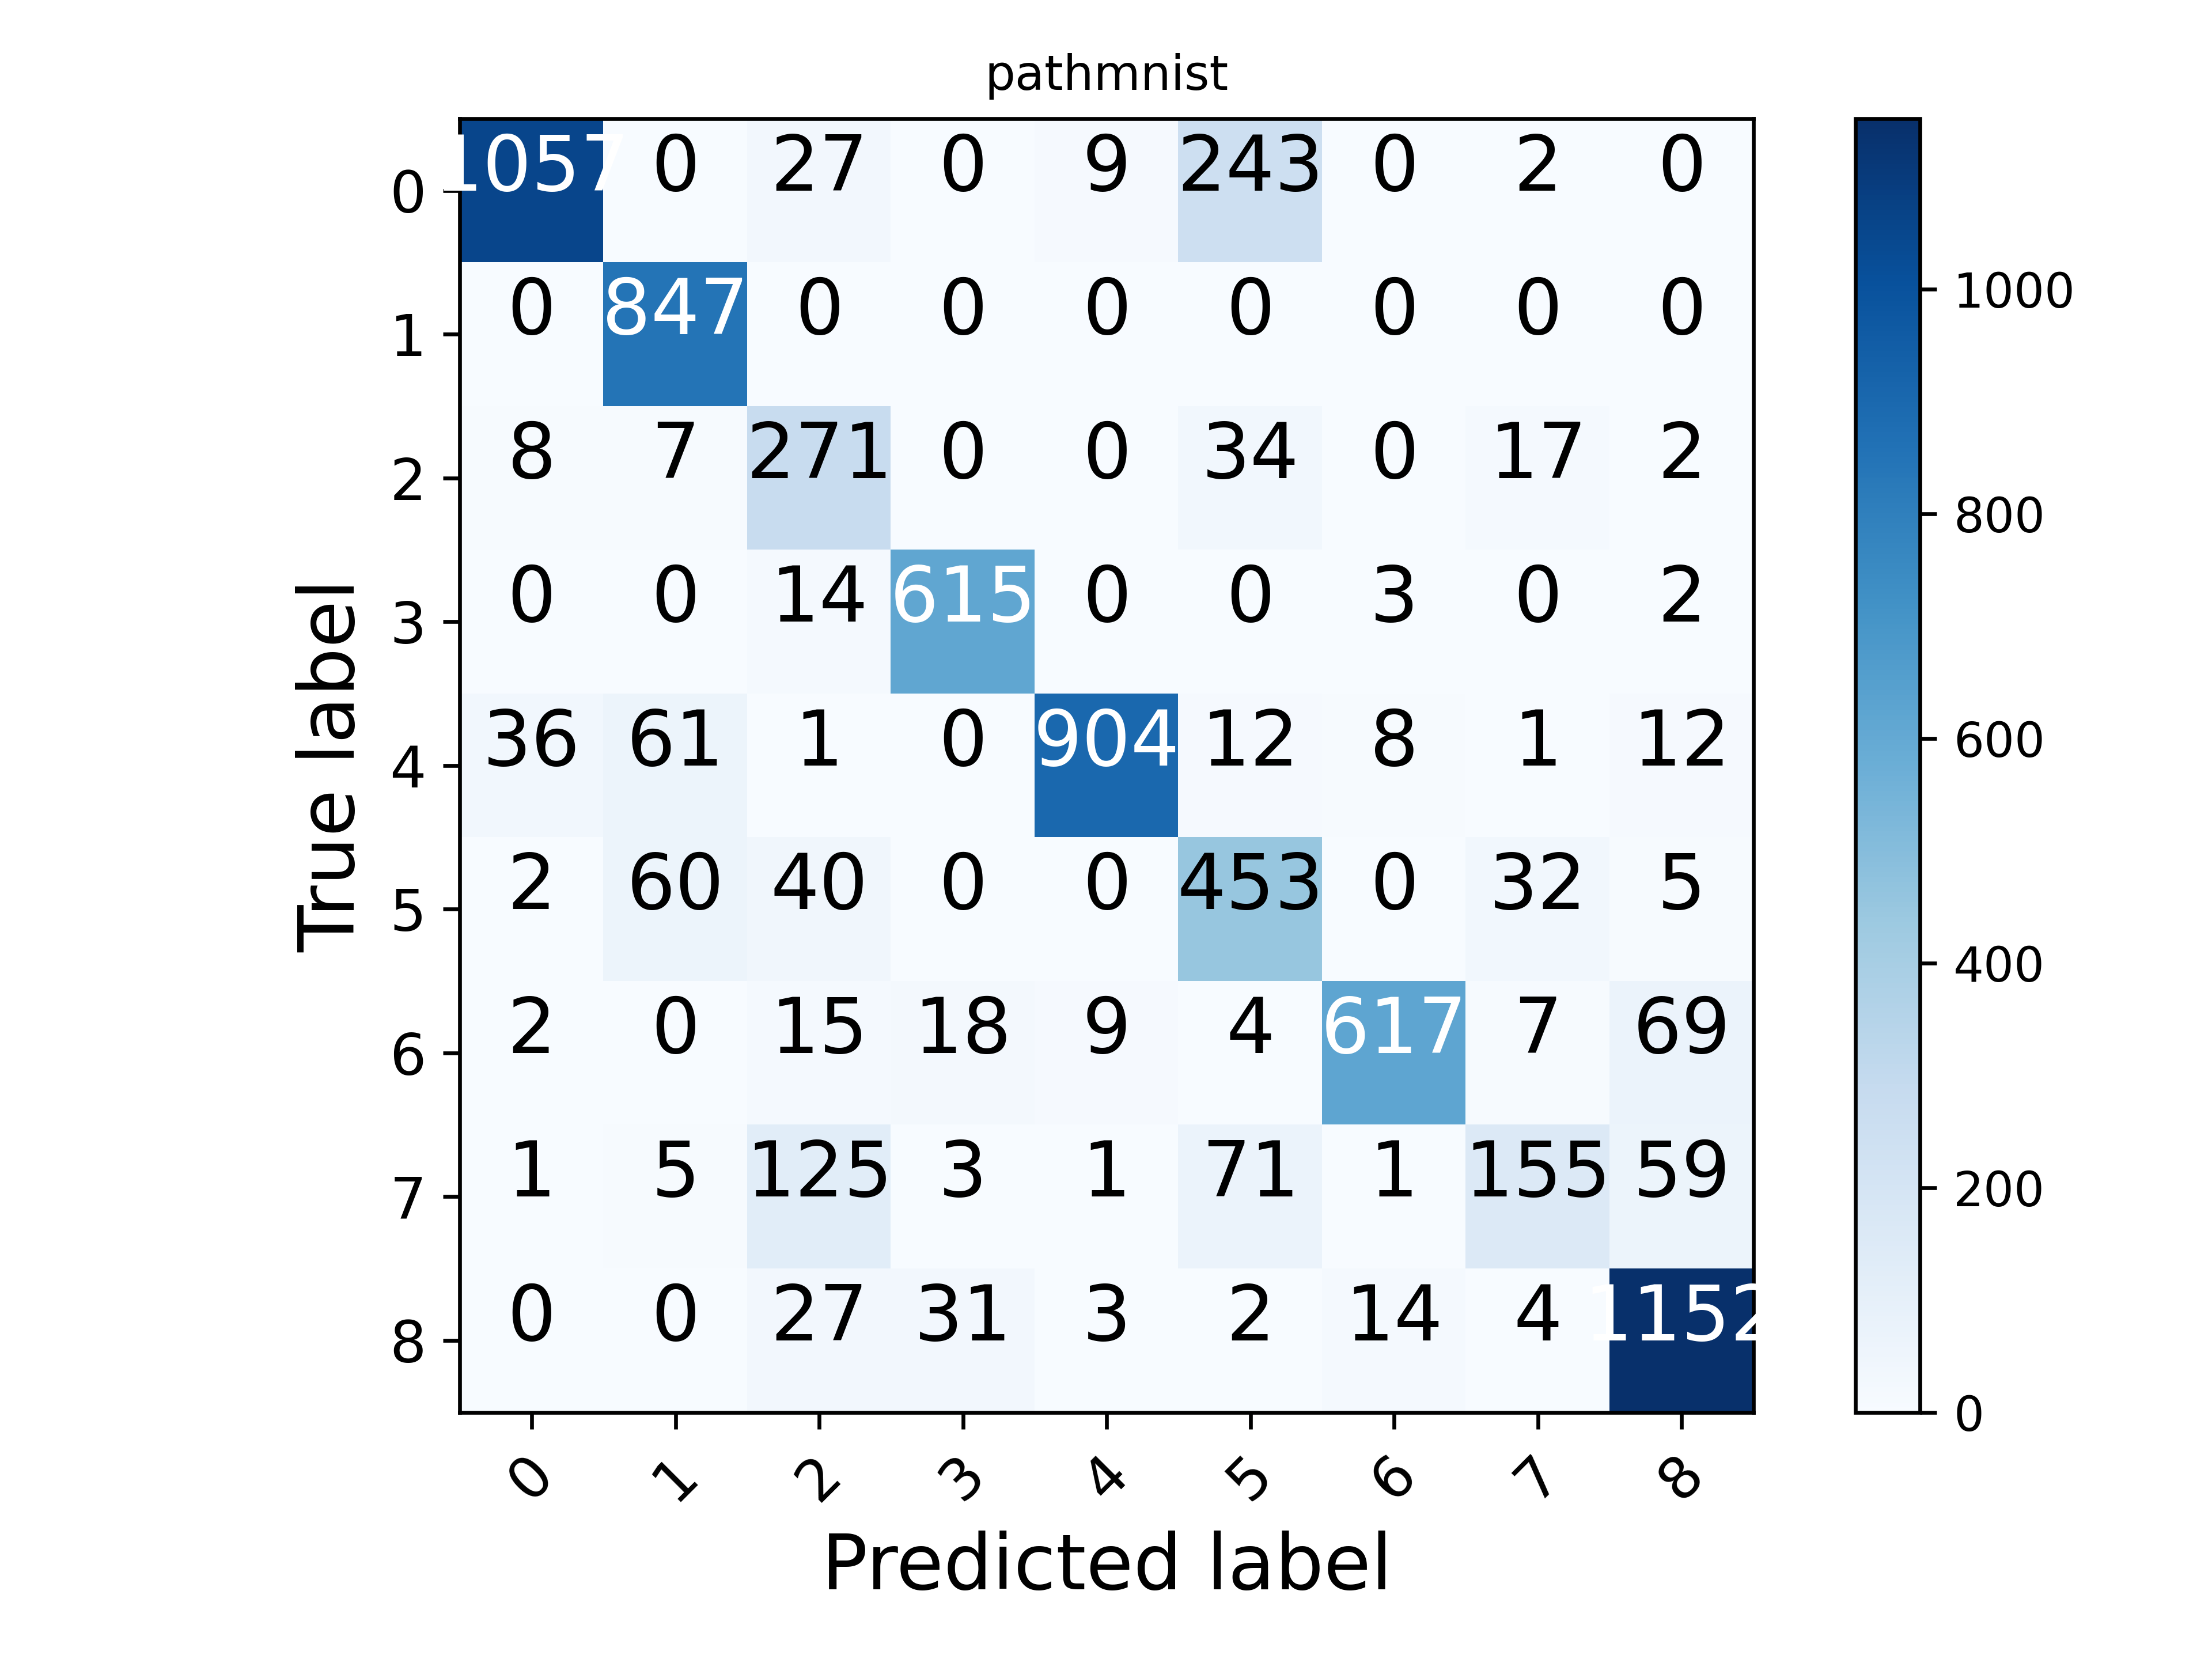 pathmnist
1057 0 27 0 9 243 0 2 0
0 847 0 0 0 0 0 0 0
8 7 271 0 0 34 0 17 2
0 0 14 615 0 0 3 0 2
36 61 1 0 904 12 8 1 12
2 60 40 0 0 453 0 32 5
2 0 15 18 9 4 617 7 69
1 5 125 3 1 71 1 155 59
0 0 27 31 3 2 14 4 1152
0
1
2
3
4
5
6
7
8
True label
0 1 2 3 4 5 6 7 8
Predicted label
1000
800
600
400
200
0